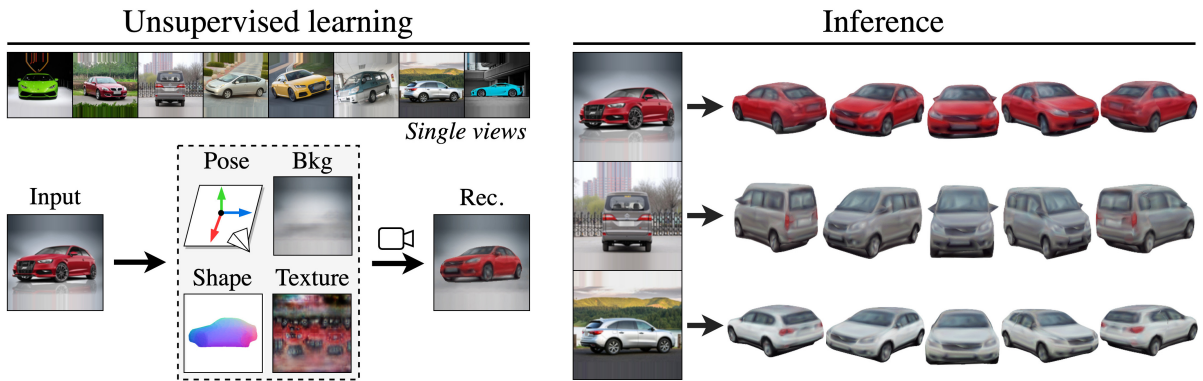 Unsupervised learning
Single views
Input
Pose
Bkg
Shape
Texture
Rec.
Inference